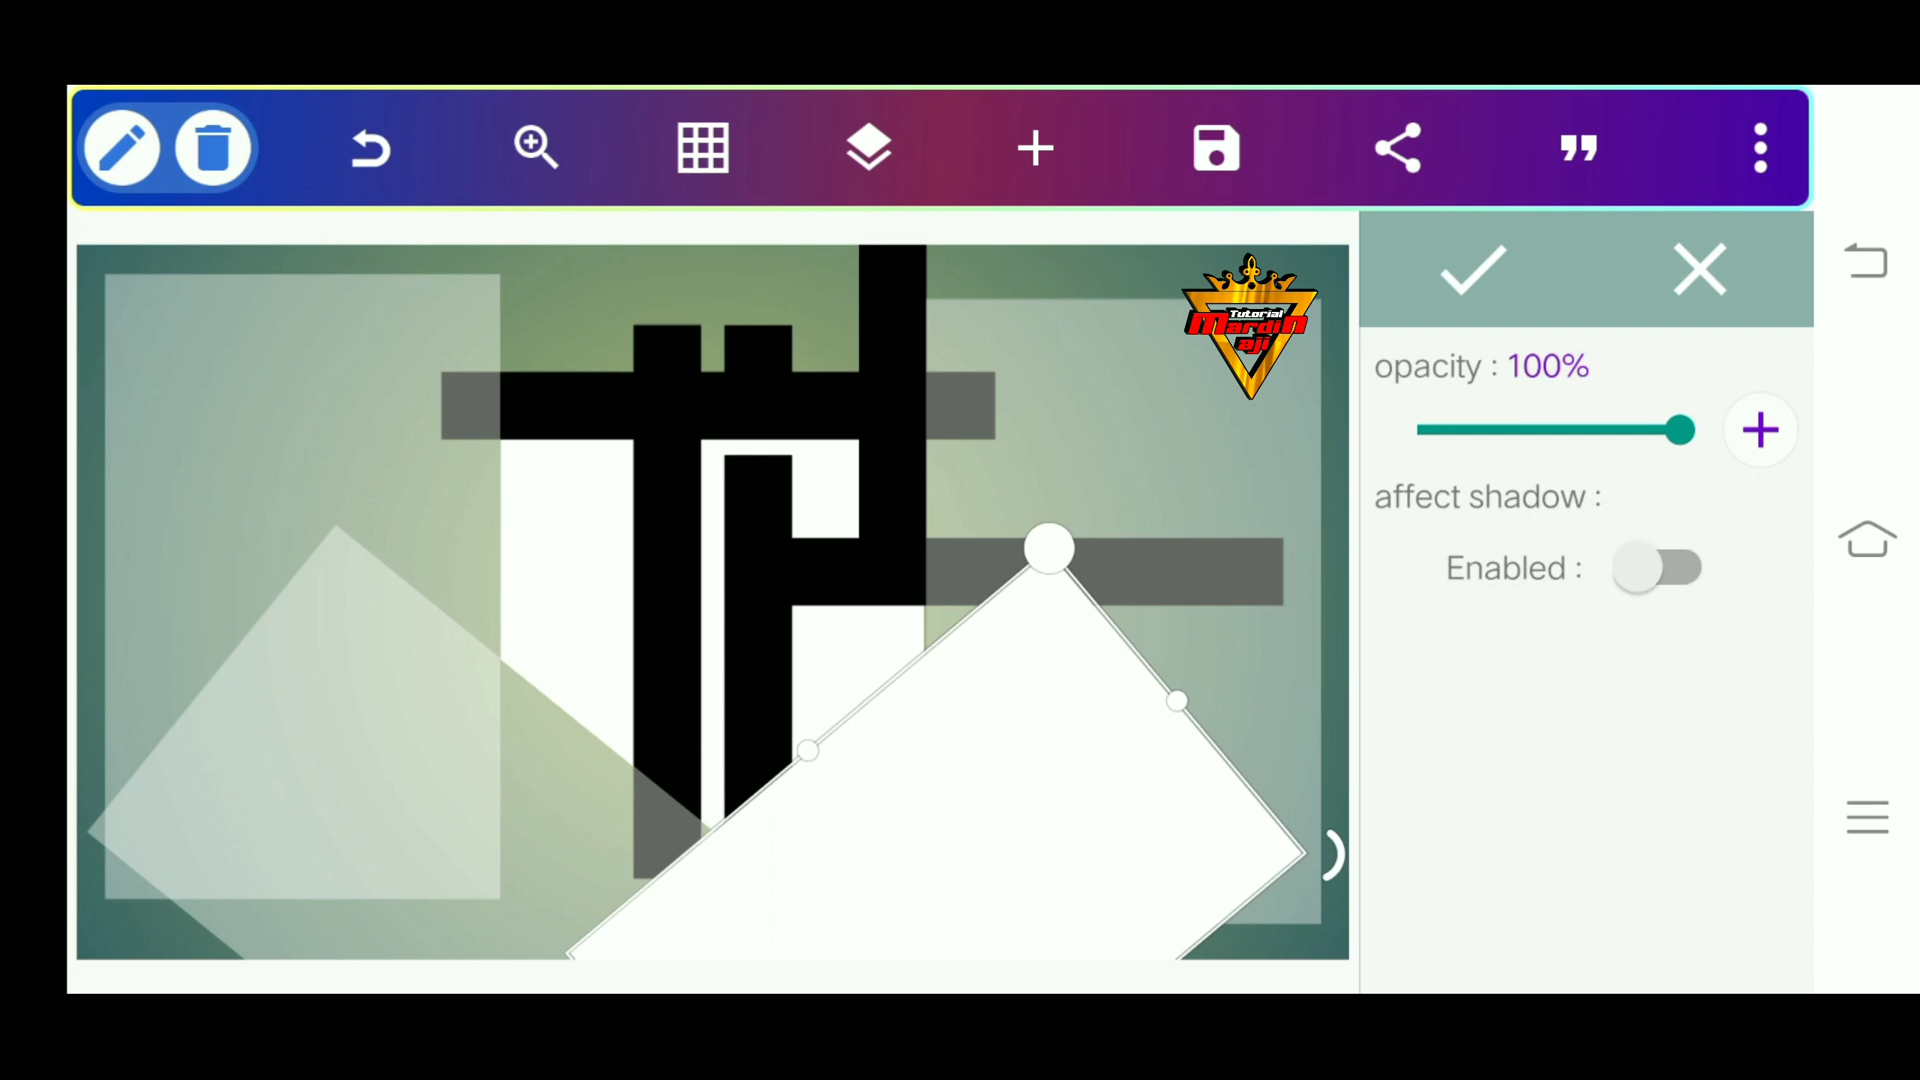 Tutorial
Mardin
aji
opacity : 100%
affect shadow :
Enabled :